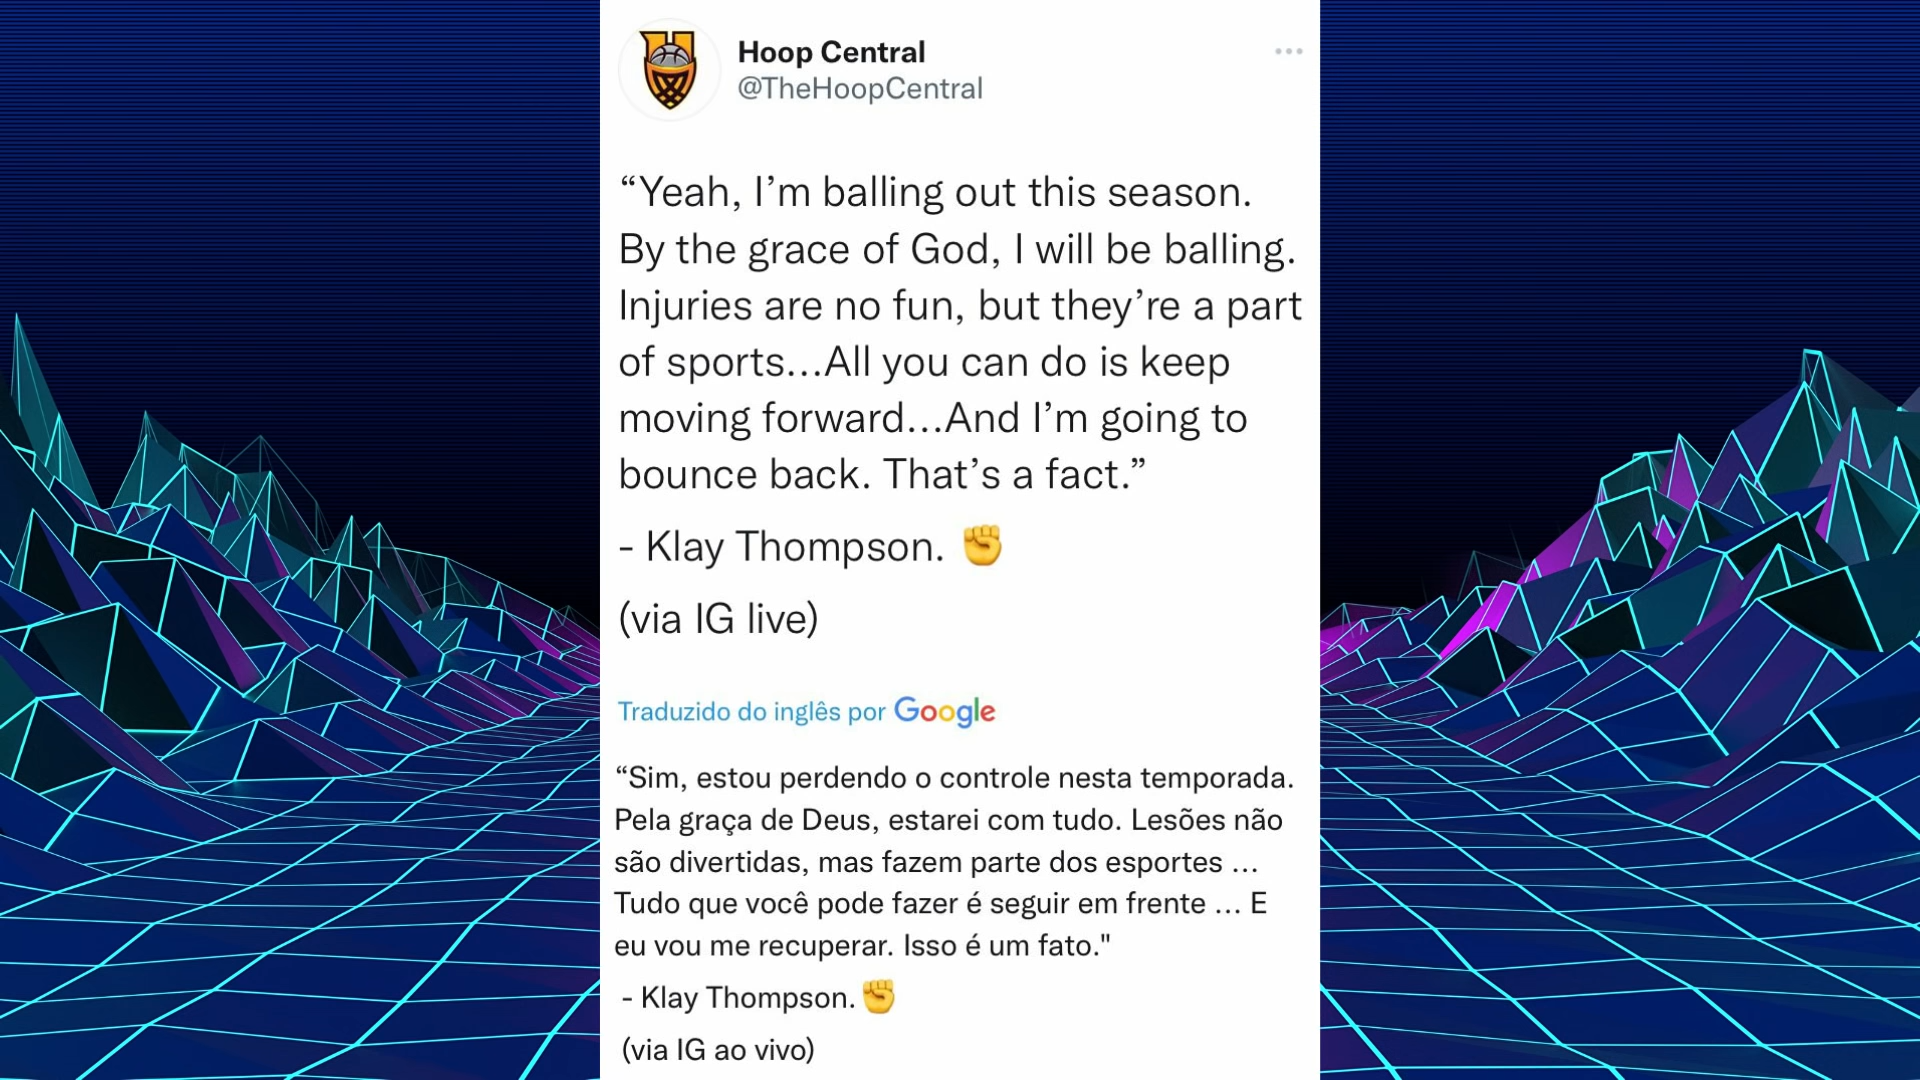 Hoop Central
@TheHoopCentral
“Yeah, I’m balling out this season.
By the grace of God, I will be balling.
Injuries are no fun, but they’re a part
of sports...All you can do is keep
moving forward...And I’m going to
bounce back. That’s a fact.”
- Klay Thompson. ✊
(via IG live)
Traduzido do inglês por Google
“Sim, estou perdendo o controle nesta temporada.
Pela graça de Deus, estarei com tudo. Lesões não
são divertidas, mas fazem parte dos esportes ...
Tudo que você pode fazer é seguir em frente ... E
eu vou me recuperar. Isso é um fato."
- Klay Thompson. ✊
(via IG ao vivo)